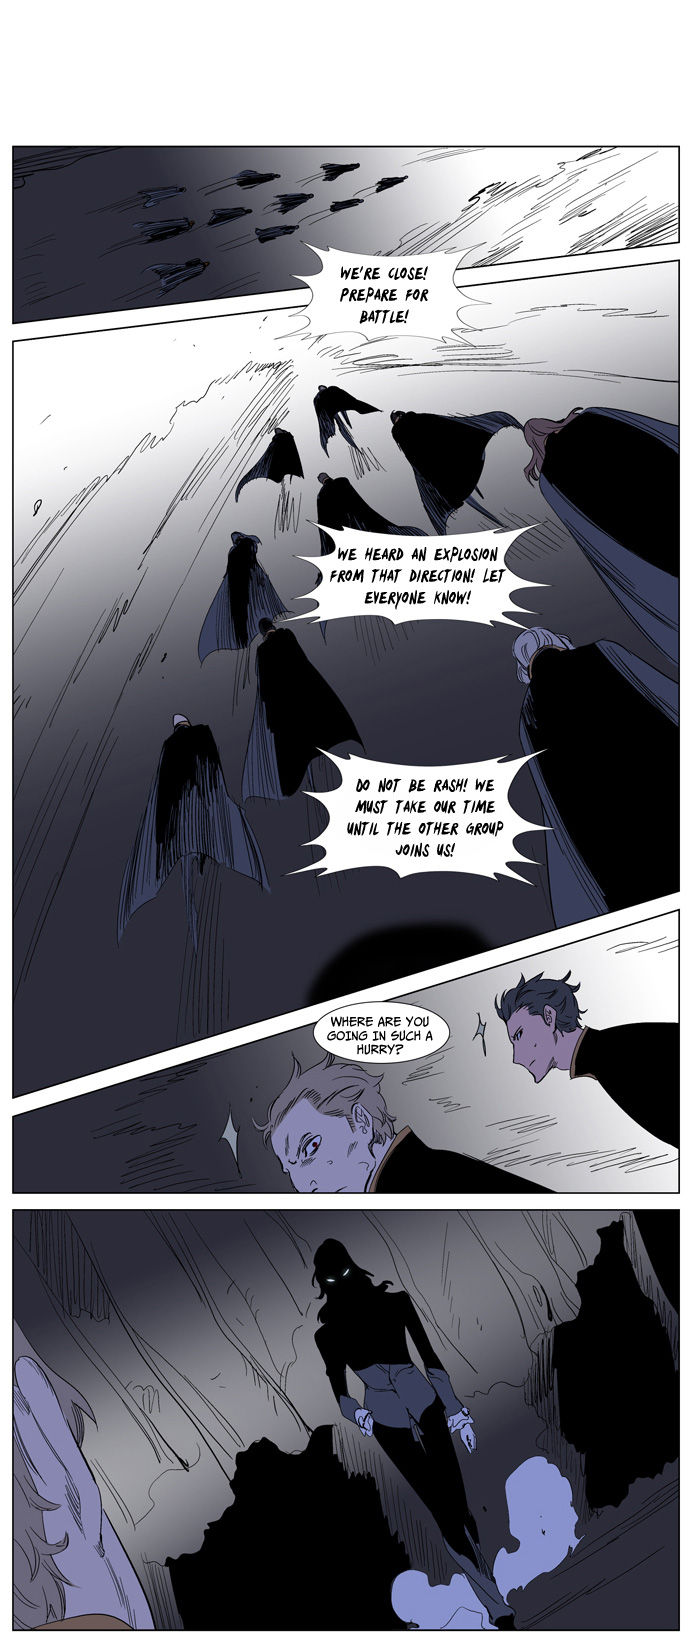 WE'RE CLOSE!
PREPARE FOR
BATTLE!
WE HEARD AN EXPLOSION
FROM THAT DIRECTION! LET
EVERYONE KNOW!
DO NOT BE RASH! WE
MUST TAKE OUR TIME
UNTIL THE OTHER GROUP
JOINS US!
WHERE ARE YOU
GOING IN SUCH A
HURRY?